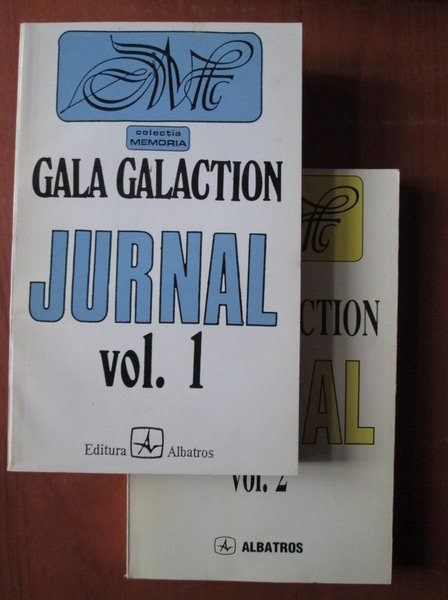 colecția
MEMORIA
GALA GALACTION
JURNAL
vol. 1
Editura Albatros
CTION
AL
vol. 2
ALBATROS